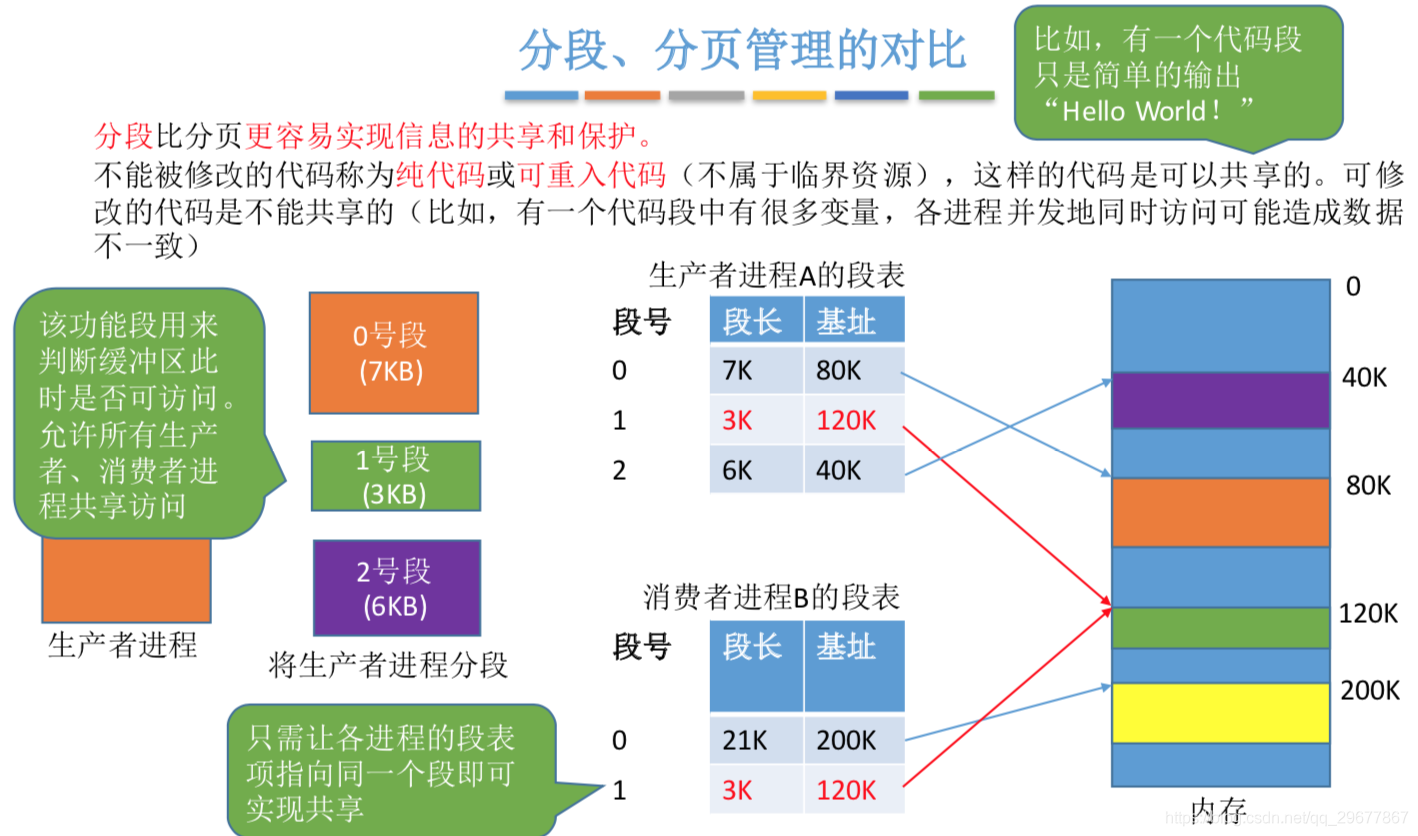 分段、分页管理的对比
比如，有一个代码段
只是简单的输出
“Hello World！”
分段比分页更容易实现信息的共享和保护。
不能被修改的代码称为纯代码或可重入代码（不属于临界资源），这样的代码是可以共享的。可修
改的代码是不能共享的（比如，有一个代码段中有很多变量，各进程并发地同时访问可能造成数据
不一致）
该功能段用来
判断缓冲区此
时是否可访问。
允许所有生产
者、消费者进
程共享访问
生产者进程
0号段
(7KB)
1号段
(3KB)
2号段
(6KB)
将生产者进程分段
生产者进程A的段表
段号 段长 基址
0 7K 80K
1 3K 120K
2 6K 40K
消费者进程B的段表
段号 段长 基址
0 21K 200K
1 3K 120K
只需让各进程的段表
项指向同一个段即可
实现共享
0
40K
80K
120K
200K
内存
https://blog.csdn.net/qq_29677867